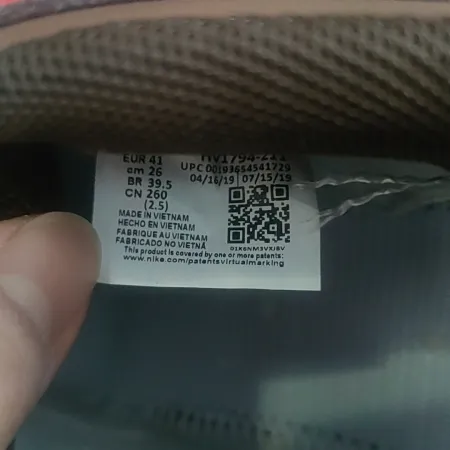 EUR 41
cm 26
BR 39.5
CN 260
(2.5)
UPC 00193654541729
04/16/19 07/15/19
MADE IN VIETNAM
HECHO EN VIETNAM
FABRIQUE AU VIETNAM
FABRICADO NO VIETNÃ
This product is covered by one or more patents:
www.nike.com/patentsvirtualmarking